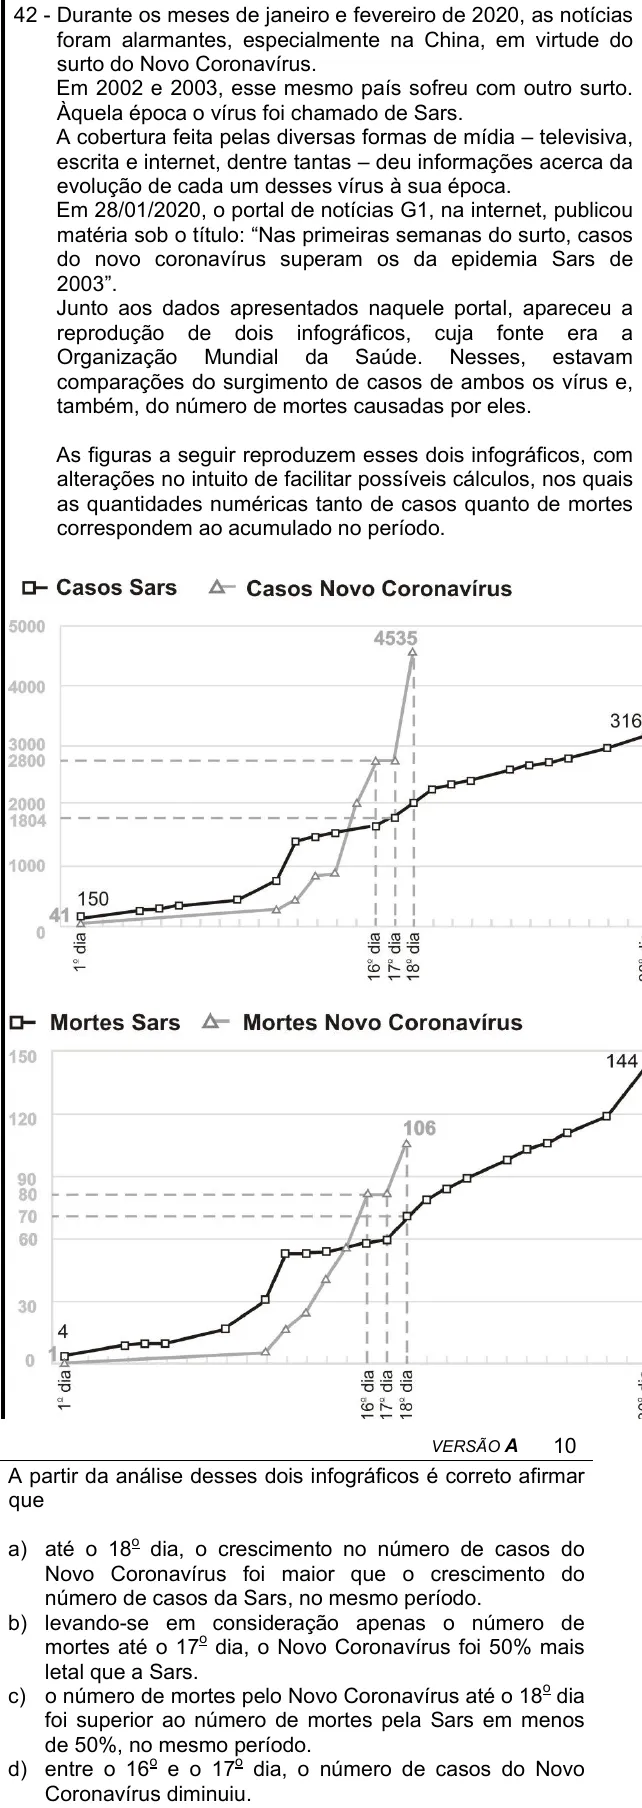 42 - Durante os meses de janeiro e fevereiro de 2020, as notícias
foram alarmantes, especialmente na China, em virtude do
surto do Novo Coronavírus.
Em 2002 e 2003, esse mesmo país sofreu com outro surto.
Àquela época o vírus foi chamado de Sars.
A cobertura feita pelas diversas formas de mídia – televisiva,
escrita e internet, dentre tantas – deu informações acerca da
evolução de cada um desses vírus à sua época.
Em 28/01/2020, o portal de notícias G1, na internet, publicou
matéria sob o título: “Nas primeiras semanas do surto, casos
do novo coronavírus superam os da epidemia Sars de
2003”.
Junto aos dados apresentados naquele portal, apareceu a
reprodução de dois infográficos, cuja fonte era a
Organização Mundial da Saúde. Nesses, estavam
comparações do surgimento de casos de ambos os vírus e,
também, do número de mortes causadas por eles.
As figuras a seguir reproduzem esses dois infográficos, com
alterações no intuito de facilitar possíveis cálculos, nos quais
as quantidades numéricas tanto de casos quanto de mortes
correspondem ao acumulado no período.
Casos Sars Casos Novo Coronavírus
5000
4535
4000
316
3000
2800
2000
1804
1000
150
41
0
1º dia 16º dia 17º dia 18º dia
Mortes Sars Mortes Novo Coronavírus
150
144
120
106
90
80
70
60
30
4
1
0
1º dia 16º dia 17º dia 18º dia
VERSÃO A 10
A partir da análise desses dois infográficos é correto afirmar
que
a) até o 18º dia, o crescimento no número de casos do
Novo Coronavírus foi maior que o crescimento do
número de casos da Sars, no mesmo período.
b) levando-se em consideração apenas o número de
mortes até o 17º dia, o Novo Coronavírus foi 50% mais
letal que a Sars.
c) o número de mortes pelo Novo Coronavírus até o 18º dia
foi superior ao número de mortes pela Sars em menos
de 50%, no mesmo período.
d) entre o 16º e o 17º dia, o número de casos do Novo
Coronavírus diminuiu.